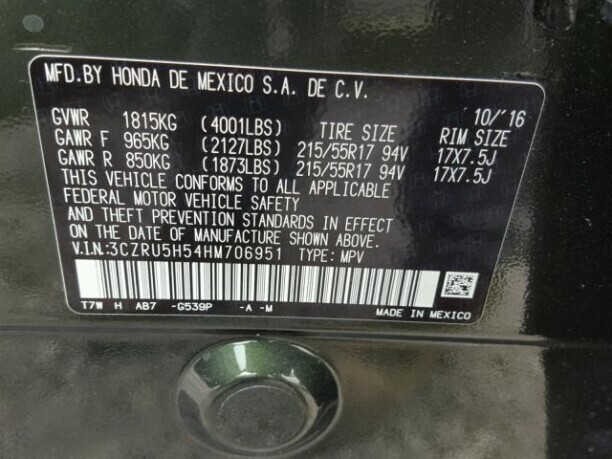 MFD.BY HONDA DE MEXICO S.A. DE C.V.
10/'16
GVWR 1815KG (4001LBS) TIRE SIZE RIM SIZE
GAWR F 965KG (2127LBS) 215/55R17 94V 17X7.5J
GAWR R 850KG (1873LBS) 215/55R17 94V 17X7.5J
THIS VEHICLE CONFORMS TO ALL APPLICABLE
FEDERAL MOTOR VEHICLE SAFETY
AND THEFT PREVENTION STANDARDS IN EFFECT
ON THE DATE OF MANUFACTURE SHOWN ABOVE.
V.I.N:3CZRU5H54HM706951 TYPE: MPV
T7W H AB7 -G539P -A -M
MADE IN MEXICO